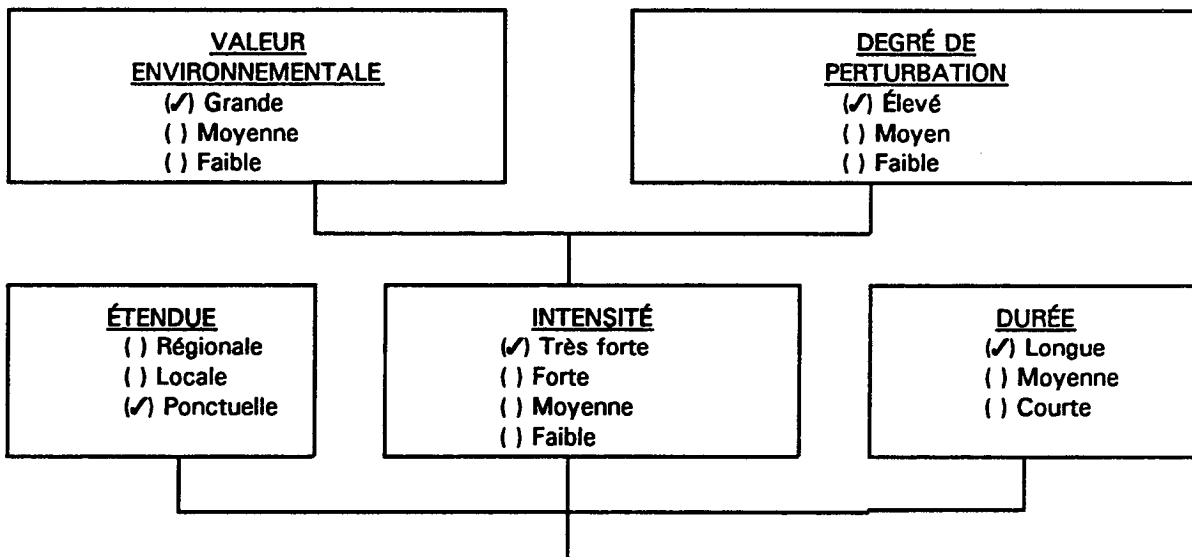 VALEUR
ENVIRONNEMENTALE
(✓) Grande
( ) Moyenne
( ) Faible
DEGRÉ DE
PERTURBATION
(✓) Élevé
( ) Moyen
( ) Faible
ÉTENDUE
( ) Régionale
( ) Locale
(✓) Ponctuelle
INTENSITÉ
(✓) Très forte
( ) Forte
( ) Moyenne
( ) Faible
DURÉE
(✓) Longue
( ) Moyenne
( ) Courte